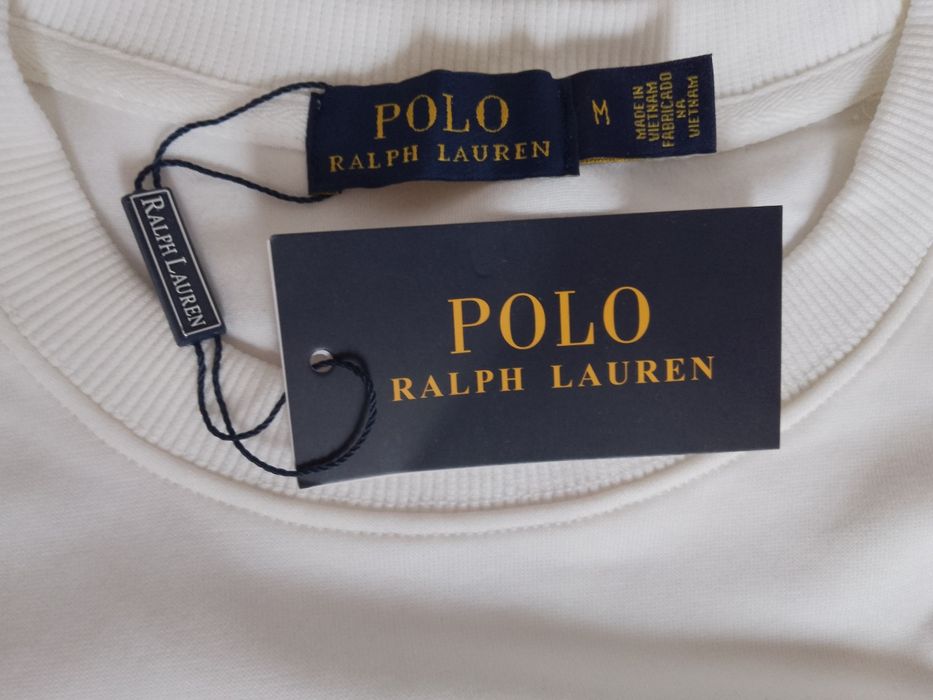 POLO
RALPH LAUREN
M
MADE IN
VIETNAM
FABRICADO
NA
VIETNAM
RALPH LAUREN
POLO
RALPH LAUREN